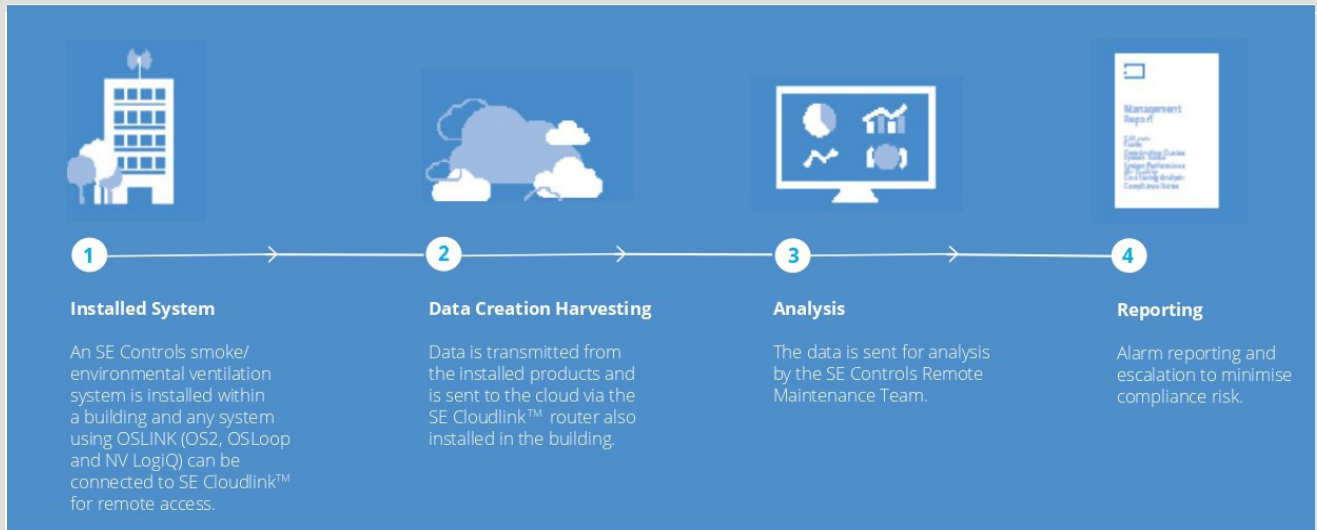 Management
Report
1
2
3
4
Installed System
An SE Controls smoke/
environmental ventilation
system is installed within
a building and any system
using OSLINK (OS2, OSLoop
and NV LogiQ) can be
connected to SE Cloudlink™
for remote access.
Data Creation Harvesting
Data is transmitted from
the installed products and
is sent to the cloud via the
SE Cloudlink™ router also
installed in the building.
Analysis
The data is sent for analysis
by the SE Controls Remote
Maintenance Team.
Reporting
Alarm reporting and
escalation to minimise
compliance risk.